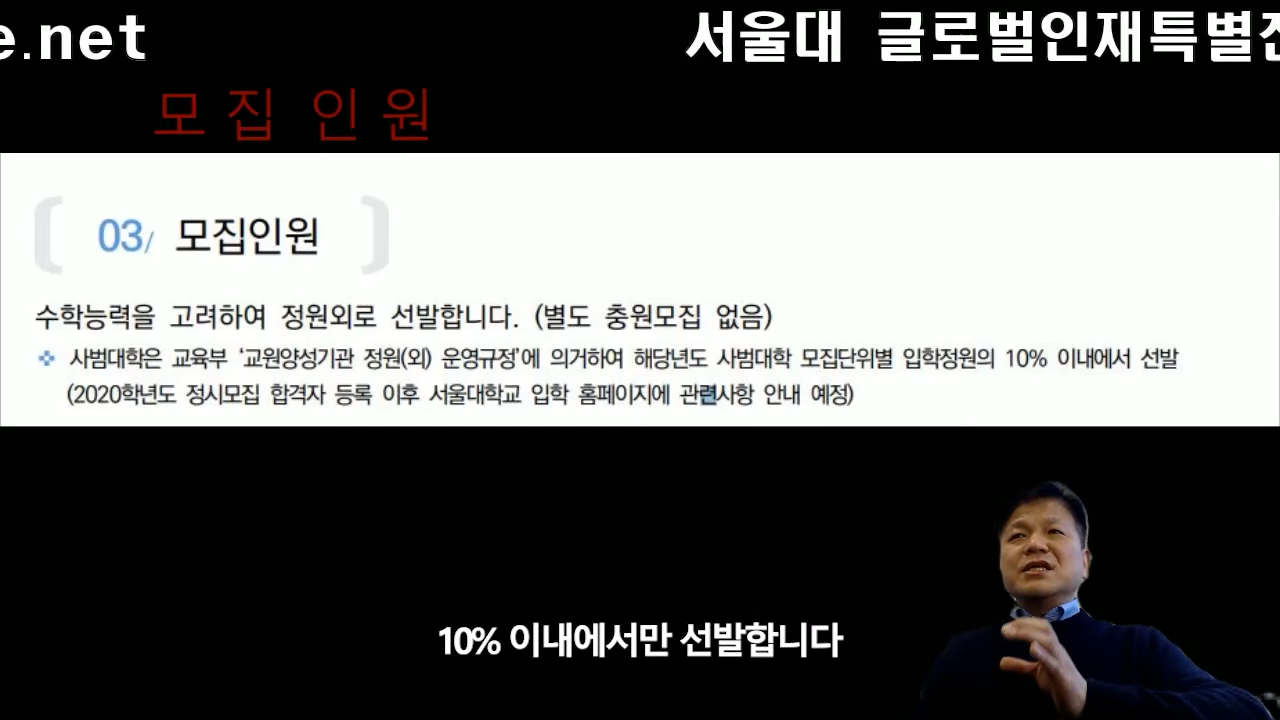 e.net 서울대 글로벌인재특별전
모 집 인 원
03/ 모집인원
수학능력을 고려하여 정원외로 선발합니다. (별도 충원모집 없음)
❖ 사범대학은 교육부 '교원양성기관 정원(외) 운영규정'에 의거하여 해당년도 사범대학 모집단위별 입학정원의 10% 이내에서 선발
(2020학년도 정시모집 합격자 등록 이후 서울대학교 입학 홈페이지에 관련사항 안내 예정)
10% 이내에서만 선발합니다